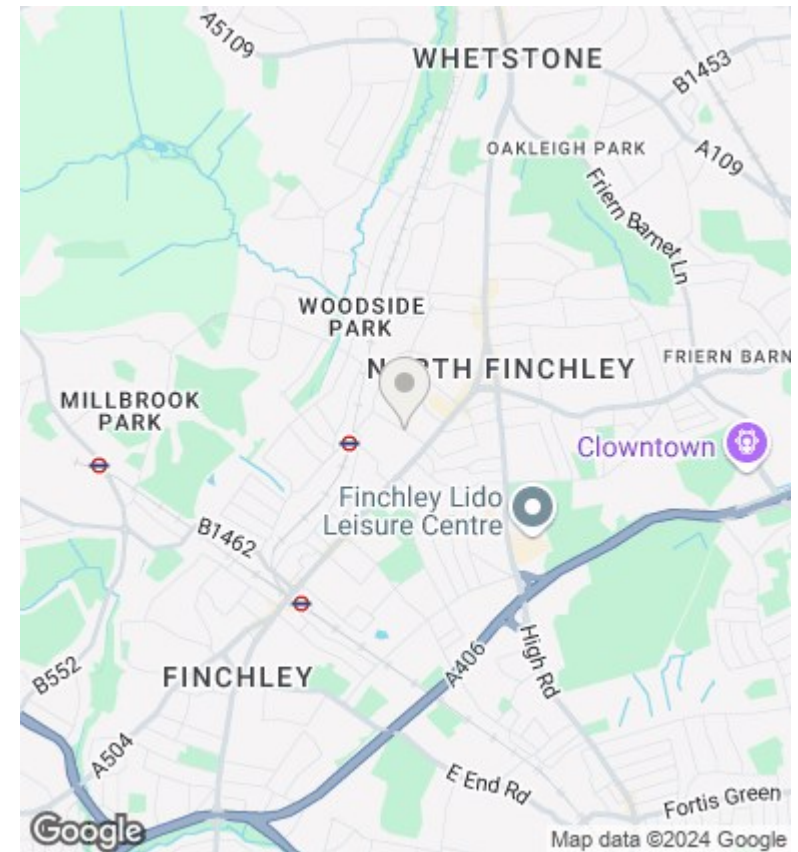 A5109
WHETSTONE
B1453
OAKLEIGH PARK
A109
Friern Barnet Ln
WOODSIDE
PARK
NORTH FINCHLEY
FRIERN BARN
MILLBROOK
PARK
Clowntown
Finchley Lido
Leisure Centre
B1462
A406
High Rd
FINCHLEY
B552
A504
E End Rd
Fortis Green
Google
Map data ©2024 Google